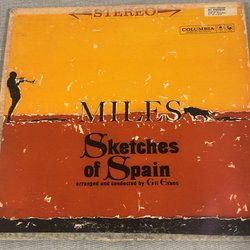 STEREO
COLUMBIA
MILES
Sketches
of Spain
arranged and conducted by Gil Evans